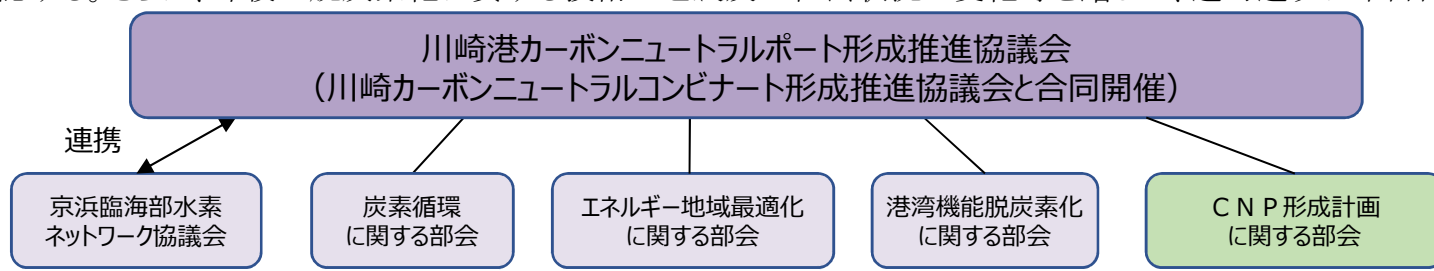 川崎港カーボンニュートラルポート形成推進協議会
（川崎カーボンニュートラルコンビナート形成推進協議会と合同開催）
連携
京浜臨海部水素
ネットワーク協議会
炭素循環
に関する部会
エネルギー地域最適化
に関する部会
港湾機能脱炭素化
に関する部会
ＣＮＰ形成計画
に関する部会